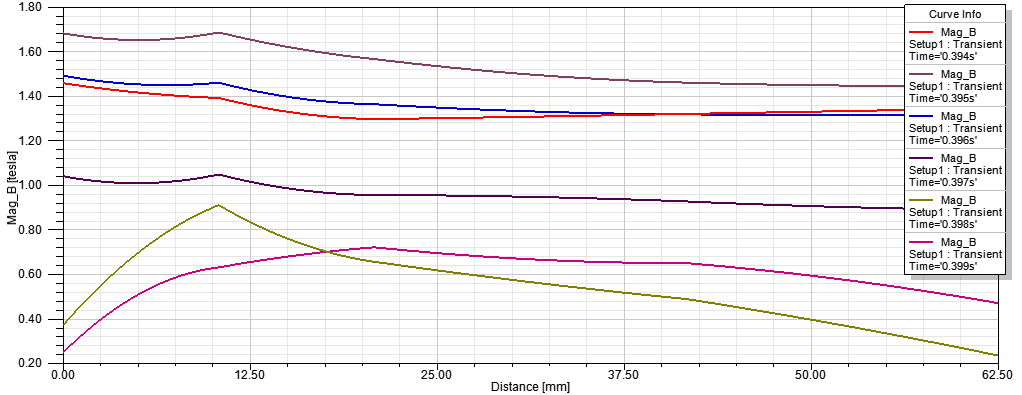 1.80
1.60
1.40
1.20
1.00
0.80
0.60
0.40
0.20
Mag_B [tesla]
0.00
12.50
25.00
37.50
50.00
62.50
Distance [mm]
Curve Info
Mag_B
Setup1 : Transient
Time='0.394s'
Mag_B
Setup1 : Transient
Time='0.395s'
Mag_B
Setup1 : Transient
Time='0.396s'
Mag_B
Setup1 : Transient
Time='0.397s'
Mag_B
Setup1 : Transient
Time='0.398s'
Mag_B
Setup1 : Transient
Time='0.399s'